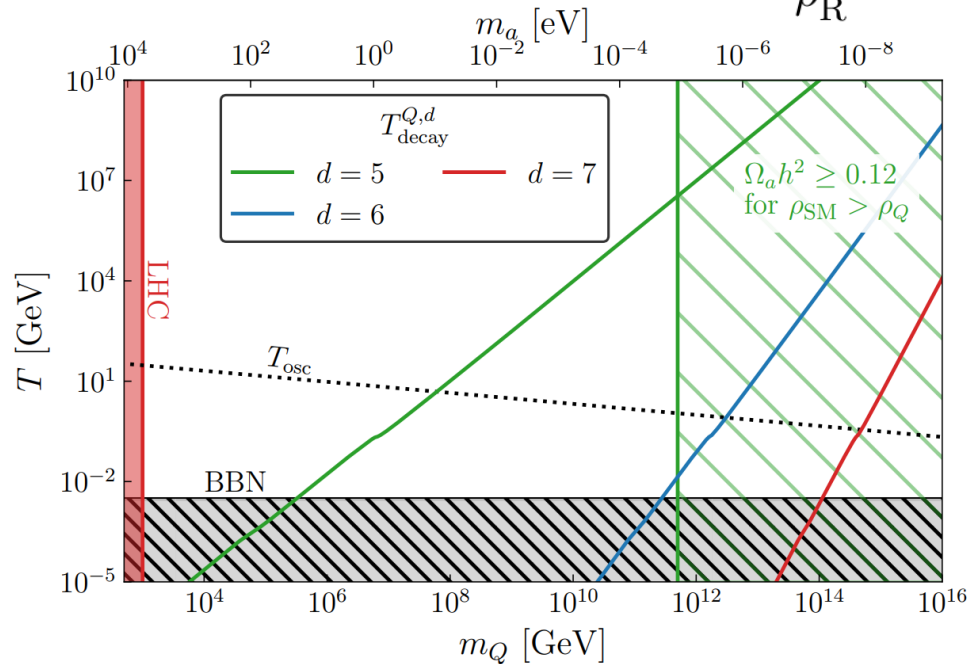 ρ_R
m_a [eV]
10^4 10^2 10^0 10^-2 10^-4 10^-6 10^-8
10^10
10^7
10^4
10^1
10^-2
10^-5
T [GeV]
T_decay^{Q,d}
d = 5 d = 7
d = 6
Ω_a h^2 ≥ 0.12
for ρ_SM > ρ_Q
LHC
T_osc
BBN
10^4 10^6 10^8 10^10 10^12 10^14 10^16
m_Q [GeV]